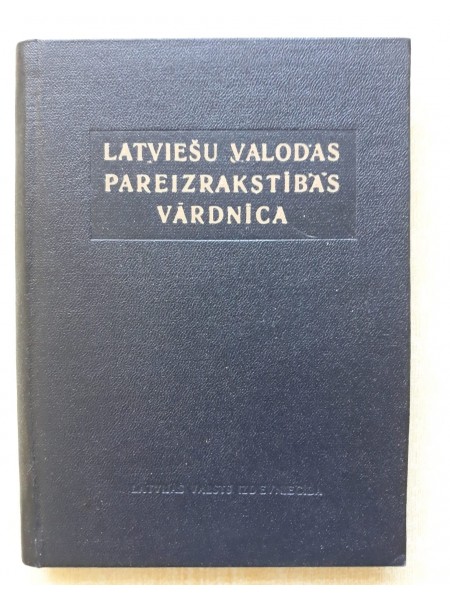 LATVIEŠU VALODAS
PAREIZRAKSTĪBAS
VĀRDNĪCA
LATVIJAS VALSTS IZDEVNIECĪBA